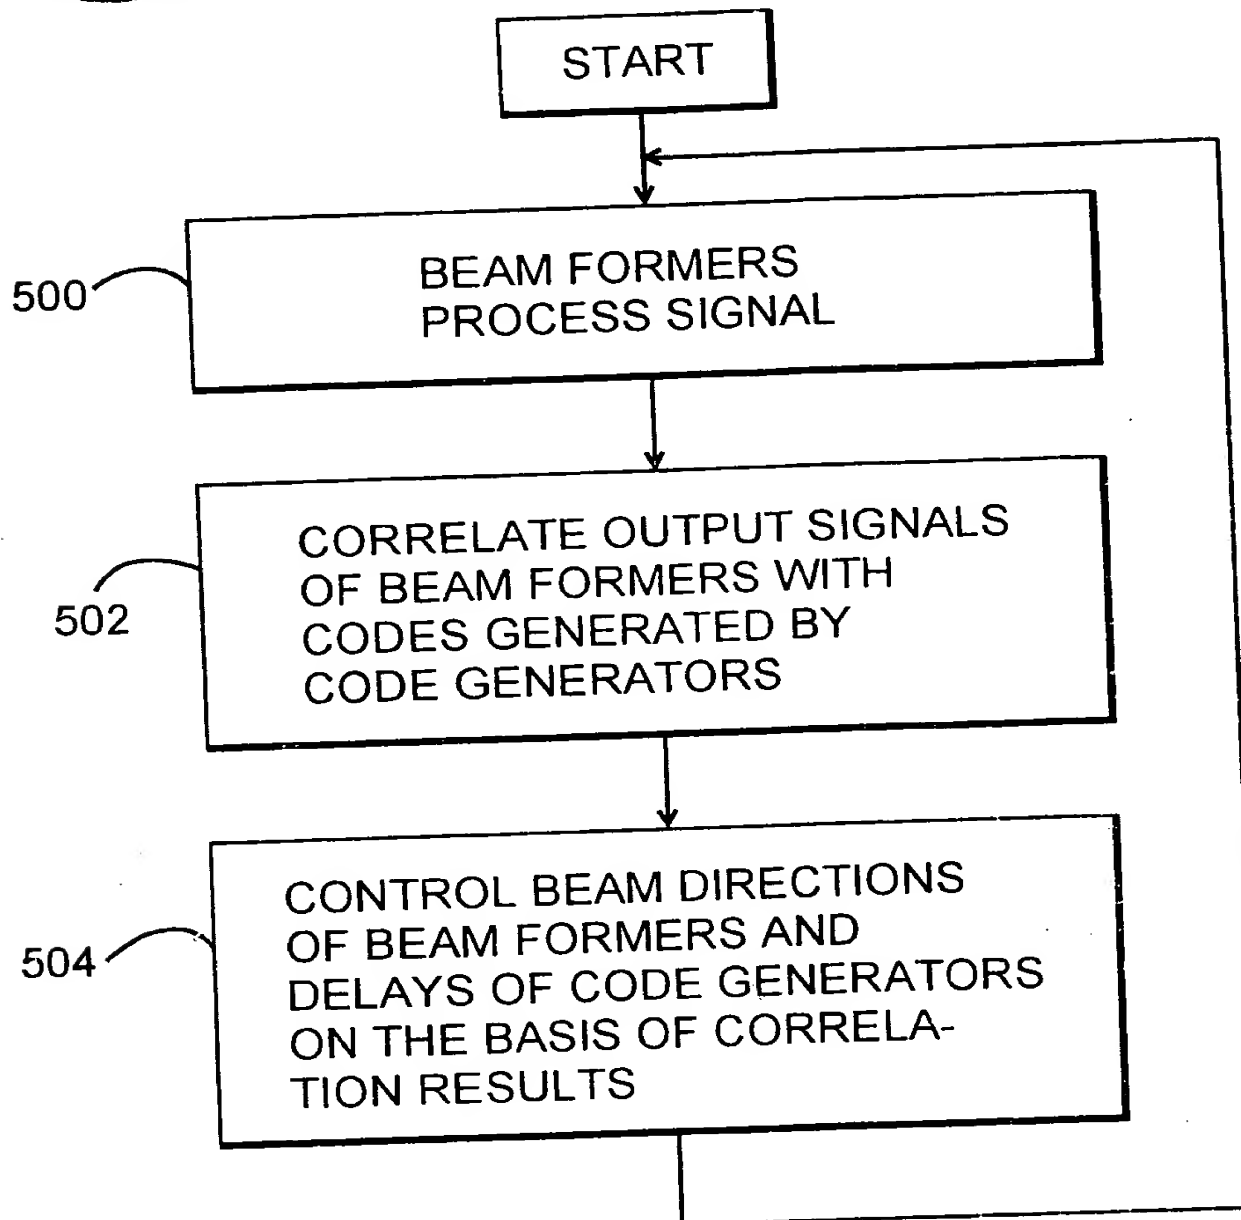 START
500
BEAM FORMERS
PROCESS SIGNAL
502
CORRELATE OUTPUT SIGNALS
OF BEAM FORMERS WITH
CODES GENERATED BY
CODE GENERATORS
504
CONTROL BEAM DIRECTIONS
OF BEAM FORMERS AND
DELAYS OF CODE GENERATORS
ON THE BASIS OF CORRELA-
TION RESULTS